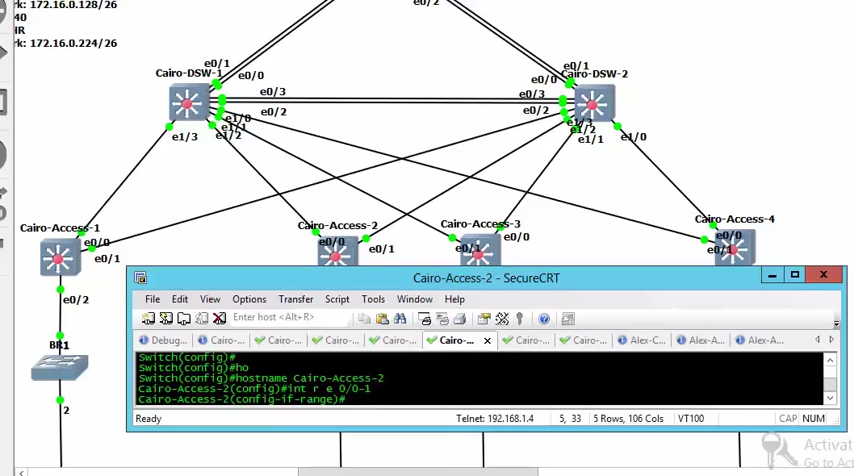 rk: 172.16.0.128/26
40
HR
rk: 172.16.0.224/26
e0/2
e0/1
Cairo-DSW-1
e0/0
e0/1
Cairo-DSW-2
e0/0
e0/3
e0/3
e0/2
e0/2
e1/0
e1/1
e1/2
e1/3
e1/3
e1/2
e1/1
e1/0
Cairo-Access-1
e0/0
e0/1
Cairo-Access-2
e0/0
e0/1
Cairo-Access-3
e0/0
e0/1
Cairo-Access-4
e0/0
e0/1
e0/2
BR1
2
Cairo-Access-2 - SecureCRT
File Edit View Options Transfer Script Tools Window Help
Enter host <Alt+R>
Debug... Cairo-... Cairo-... Cairo-... Cairo-... Cairo-... Cairo-... Cairo-... Alex-C... Alex-A... Alex-A...
Switch(config)#
Switch(config)#ho
Switch(config)#hostname Cairo-Access-2
Cairo-Access-2(config)#int r e 0/0-1
Cairo-Access-2(config-if-range)#
Ready Telnet: 192.168.1.4 5, 33 5 Rows, 106 Cols VT100 CAP NUM
Activat
Go to Act